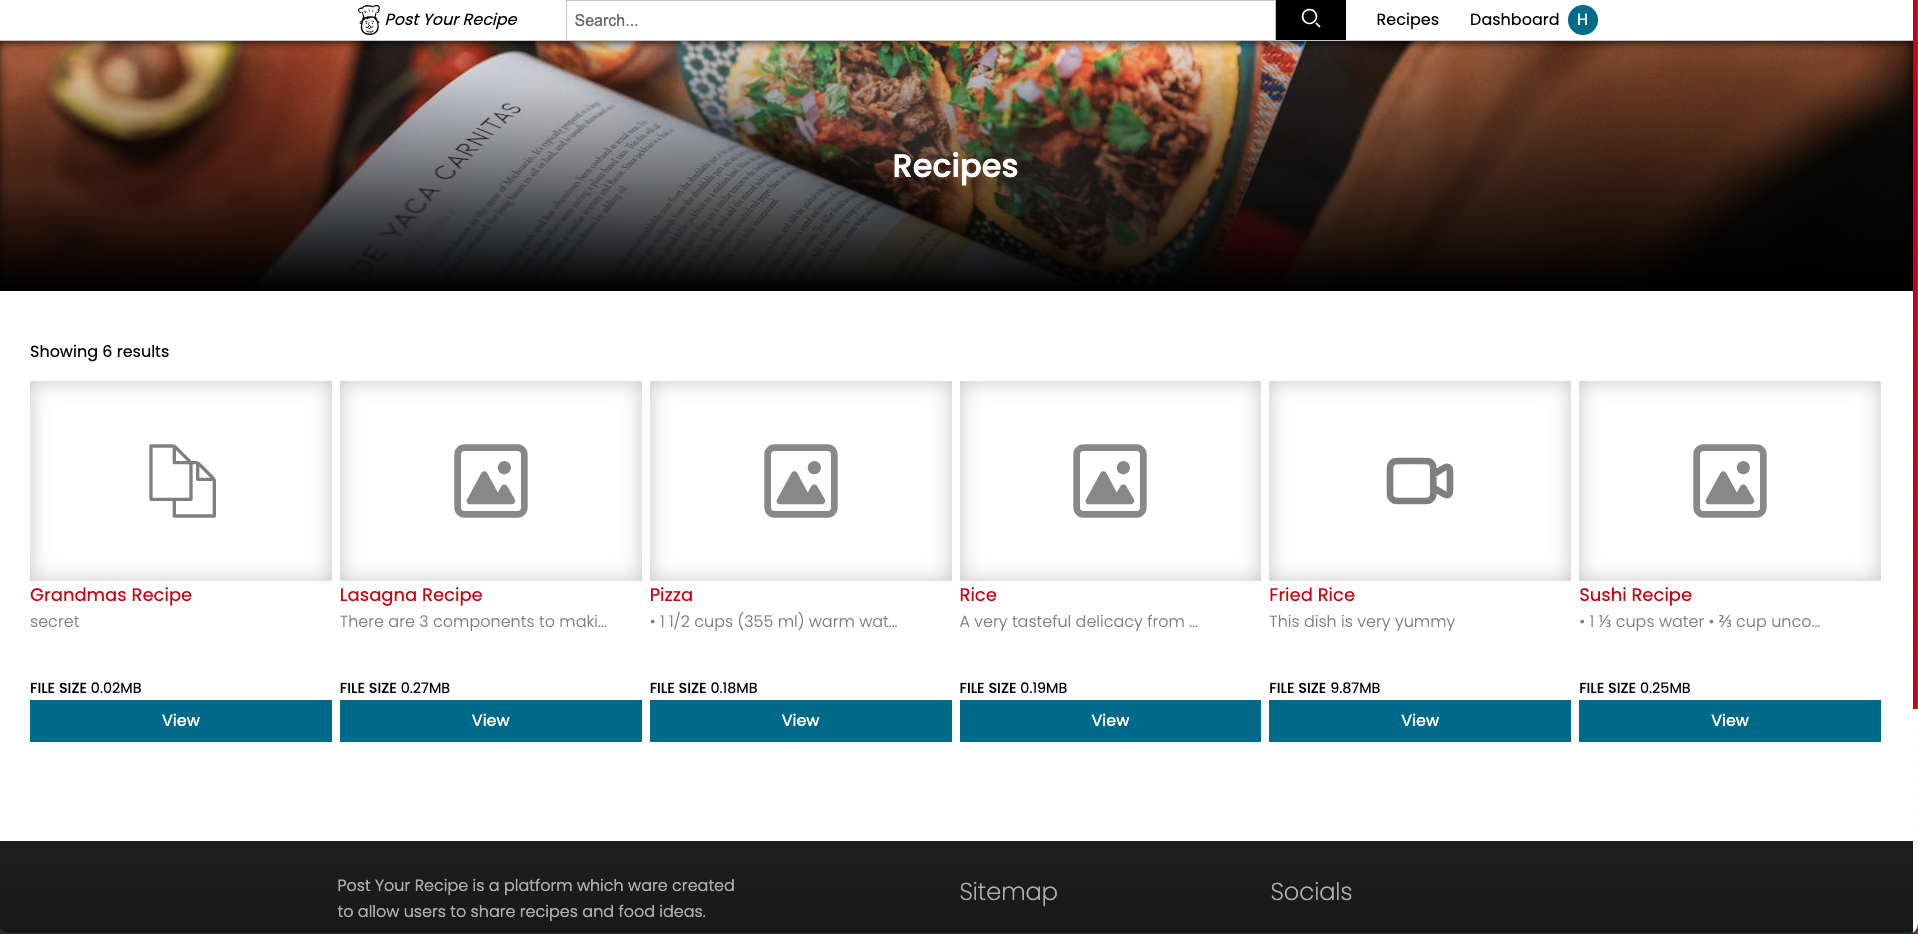 Post Your Recipe
Search...
Recipes
Dashboard
H
DE YACA CARNITAS
Recipes
Showing 6 results
Grandmas Recipe
secret
FILE SIZE 0.02MB
View
Lasagna Recipe
There are 3 components to maki...
FILE SIZE 0.27MB
View
Pizza
• 1 1/2 cups (355 ml) warm wat...
FILE SIZE 0.18MB
View
Rice
A very tasteful delicacy from ...
FILE SIZE 0.19MB
View
Fried Rice
This dish is very yummy
FILE SIZE 9.87MB
View
Sushi Recipe
• 1 ⅓ cups water • ⅔ cup unco...
FILE SIZE 0.25MB
View
Post Your Recipe is a platform which ware created
to allow users to share recipes and food ideas.
Sitemap
Socials